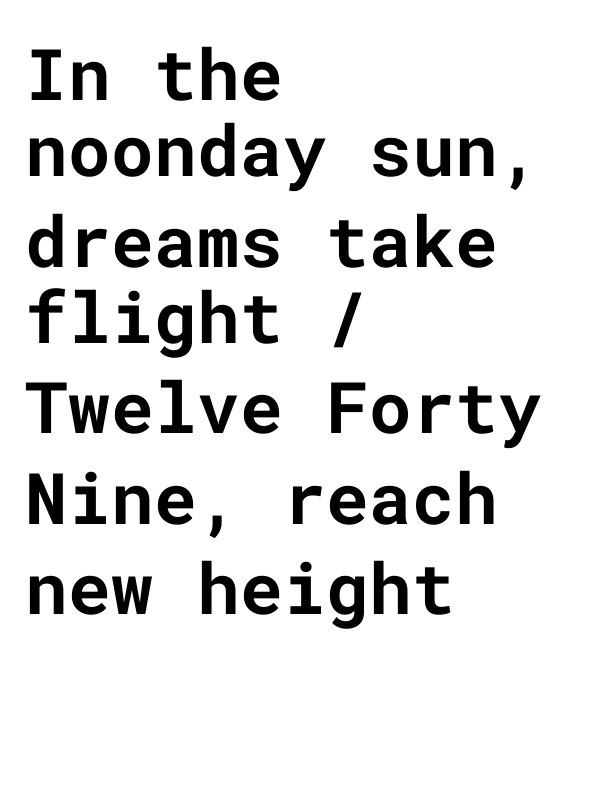 In the
noonday sun,
dreams take
flight /
Twelve Forty
Nine, reach
new height